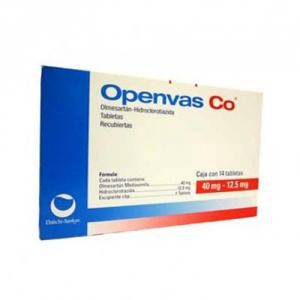 Openvas Co®
Olmesartán-Hidroclorotiazida
Tabletas
Recubiertas
Fórmula
Cada tableta contiene
Olmesartán Medoxomilo 40 mg
Hidroclorotiazida 12.5 mg
Excipiente cbp 1 Tableta
Caja con 14 tabletas
40 mg - 12.5 mg
Daiichi-Sankyo